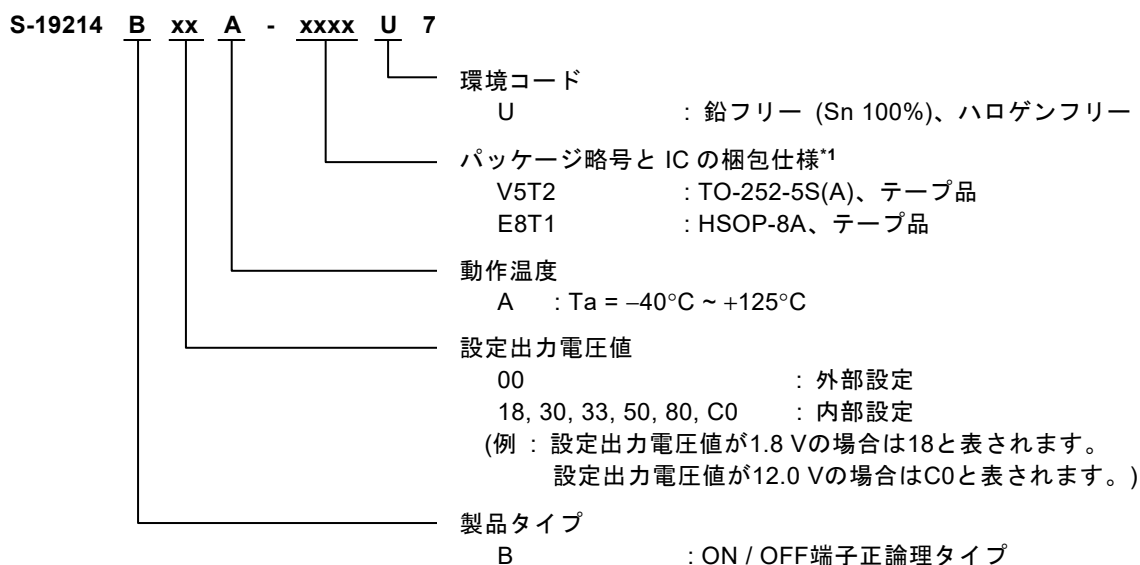 S-19214 B xx A - xxxx U 7
環境コード
U : 鉛フリー (Sn 100%)、ハロゲンフリー
パッケージ略号と IC の梱包仕様*1
V5T2 : TO-252-5S(A)、テープ品
E8T1 : HSOP-8A、テープ品
動作温度
A : Ta = −40°C ~ +125°C
設定出力電圧値
00 : 外部設定
18, 30, 33, 50, 80, C0 : 内部設定
(例 : 設定出力電圧値が1.8 Vの場合は18と表されます。
設定出力電圧値が12.0 Vの場合はC0と表されます。)
製品タイプ
B : ON / OFF端子正論理タイプ